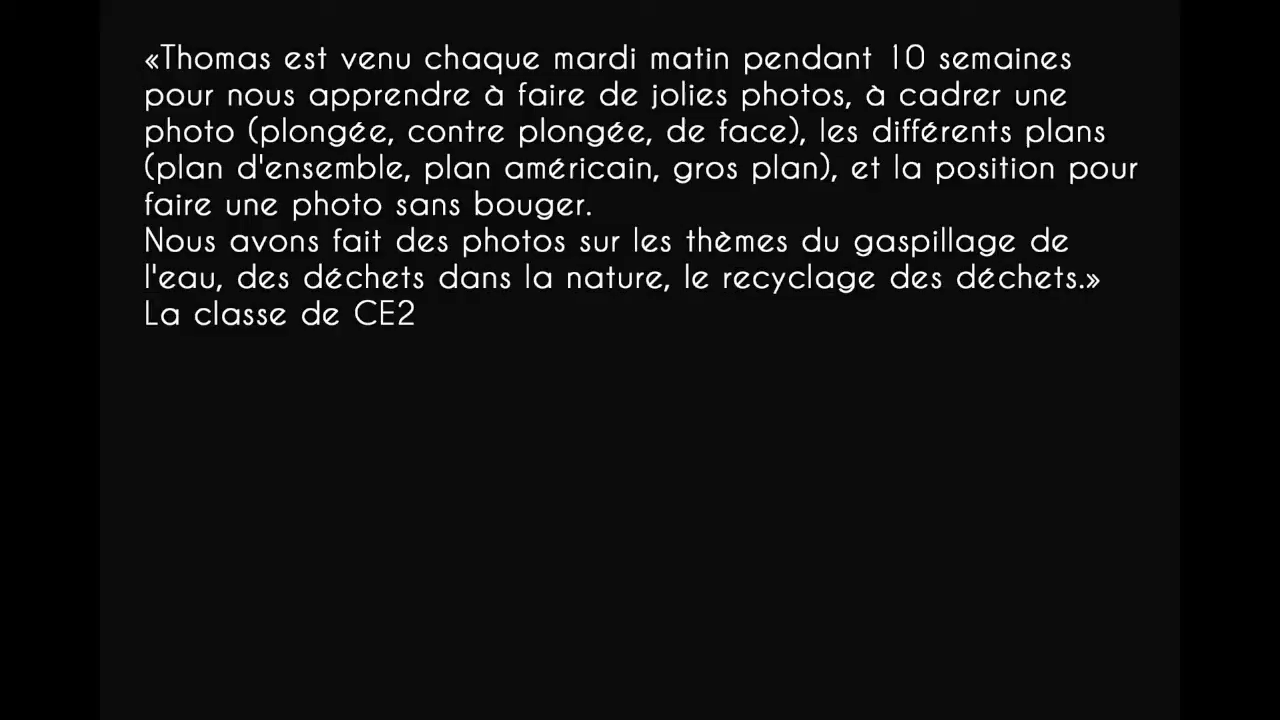 «Thomas est venu chaque mardi matin pendant 10 semaines
pour nous apprendre à faire de jolies photos, à cadrer une
photo (plongée, contre plongée, de face), les différents plans
(plan d'ensemble, plan américain, gros plan), et la position pour
faire une photo sans bouger.
Nous avons fait des photos sur les thèmes du gaspillage de
l'eau, des déchets dans la nature, le recyclage des déchets.»
La classe de CE2